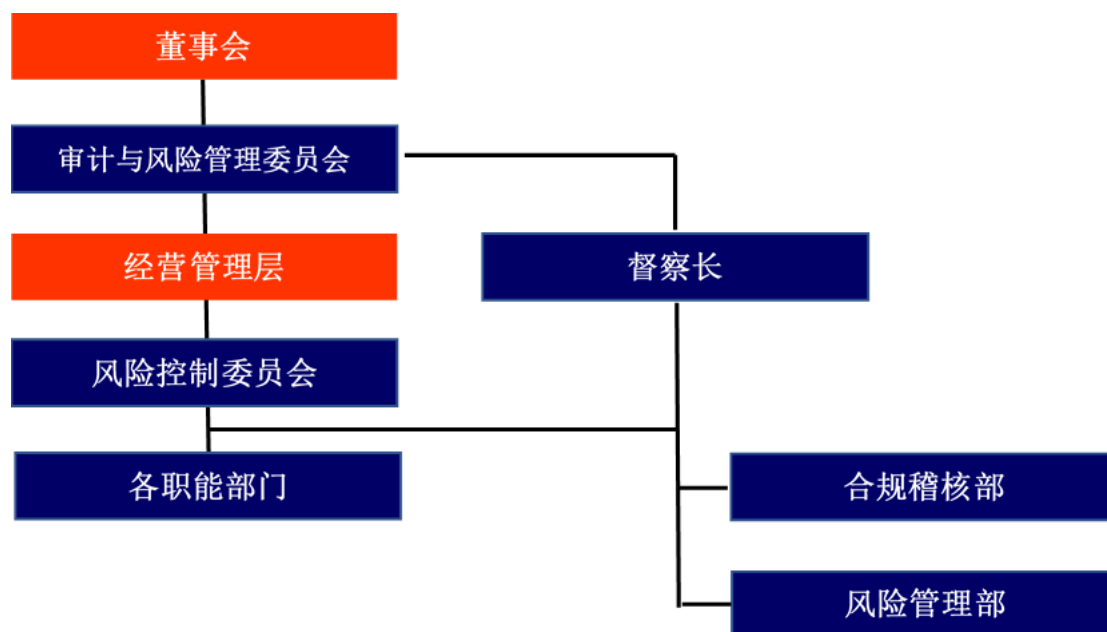 董事会
审计与风险管理委员会
经营管理层
督察长
风险控制委员会
各职能部门
合规稽核部
风险管理部